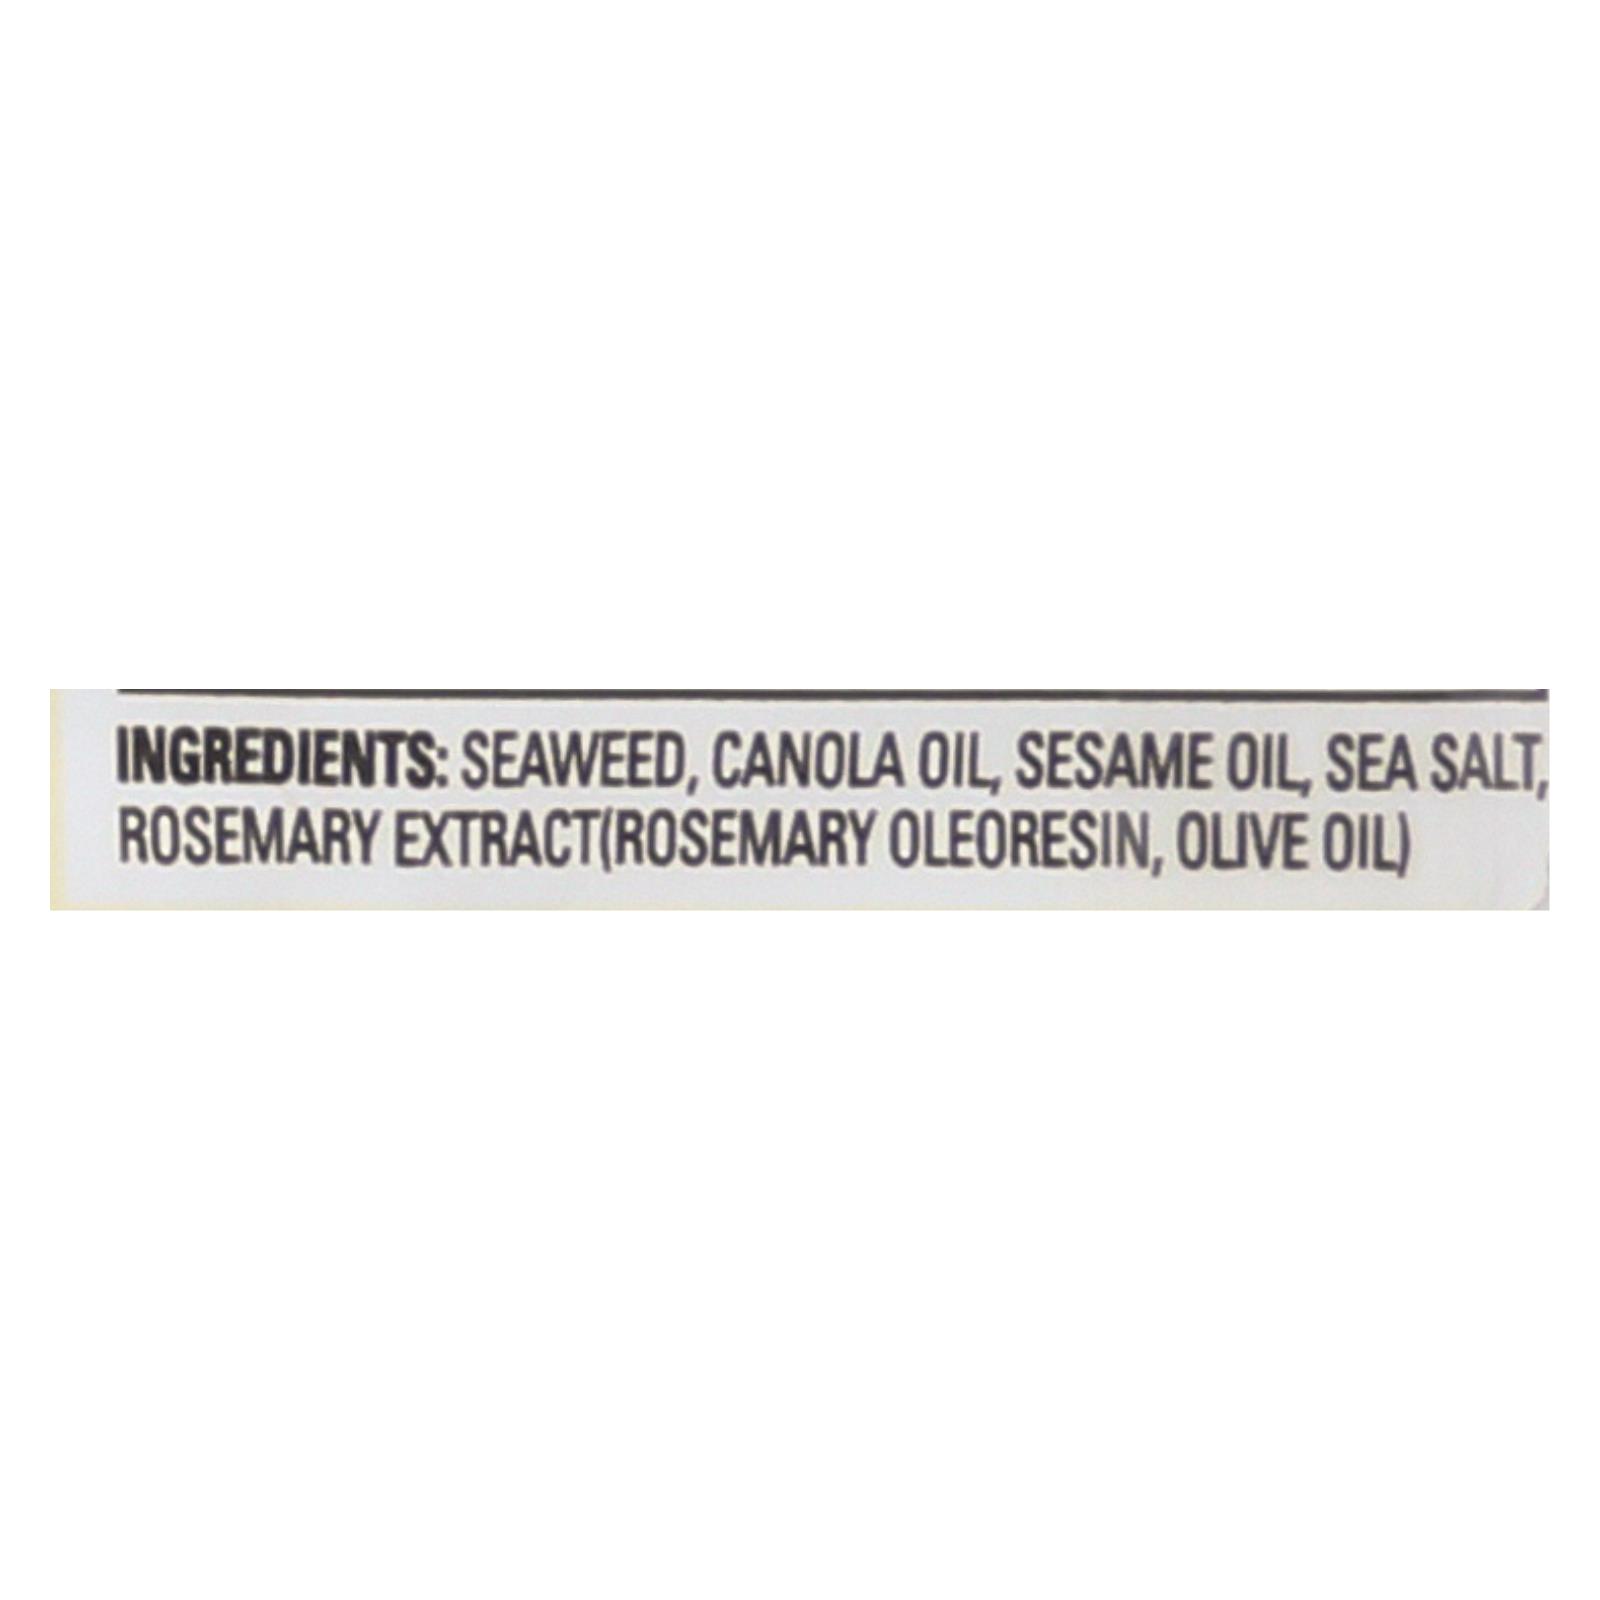 INGREDIENTS: SEAWEED, CANOLA OIL, SESAME OIL, SEA SALT,
ROSEMARY EXTRACT(ROSEMARY OLEORESIN, OLIVE OIL)